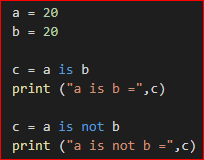 a = 20
b = 20
c = a is b
print ("a is b =",c)
c = a is not b
print ("a is not b =",c)